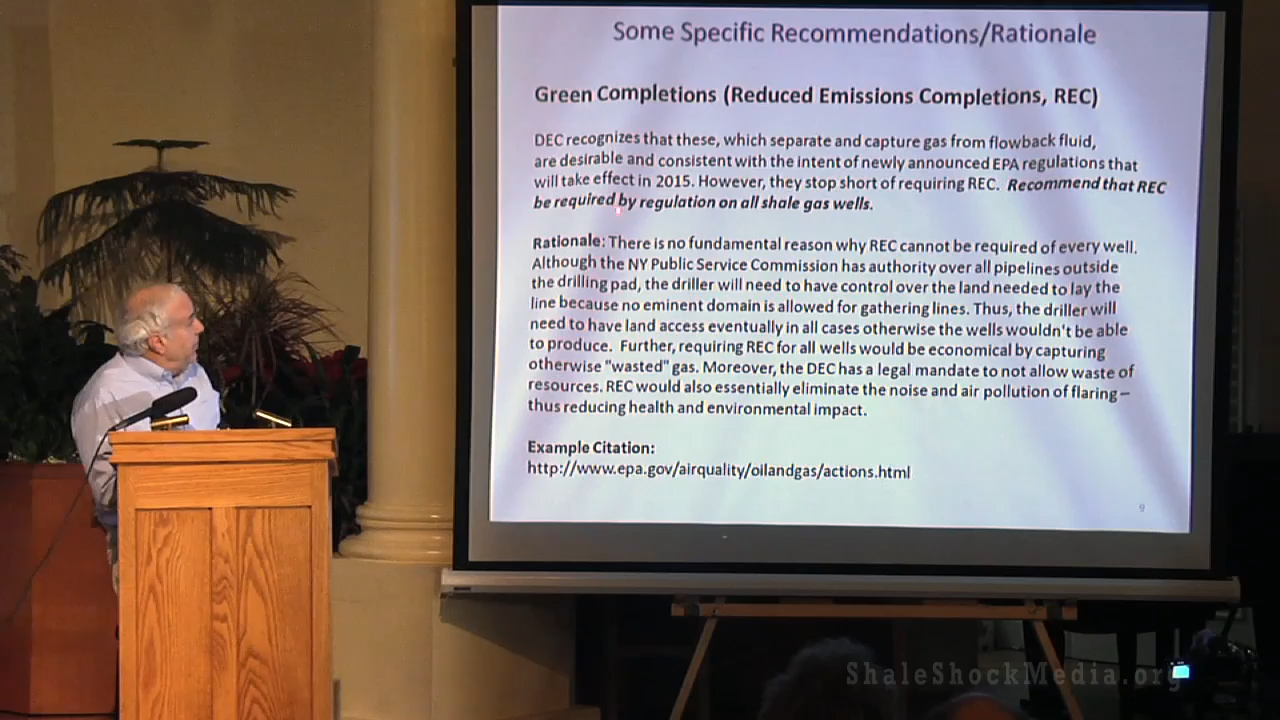 Some Specific Recommendations/Rationale
Green Completions (Reduced Emissions Completions, REC)
DEC recognizes that these, which separate and capture gas from flowback fluid,
are desirable and consistent with the intent of newly announced EPA regulations that
will take effect in 2015. However, they stop short of requiring REC. Recommend that REC
be required by regulation on all shale gas wells.
Rationale: There is no fundamental reason why REC cannot be required of every well.
Although the NY Public Service Commission has authority over all pipelines outside
the drilling pad, the driller will need to have control over the land needed to lay the
line because no eminent domain is allowed for gathering lines. Thus, the driller will
need to have land access eventually in all cases otherwise the wells wouldn't be able
to produce. Further, requiring REC for all wells would be economical by capturing
otherwise "wasted" gas. Moreover, the DEC has a legal mandate to not allow waste of
resources. REC would also essentially eliminate the noise and air pollution of flaring –
thus reducing health and environmental impact.
Example Citation:
http://www.epa.gov/airquality/oilandgas/actions.html
9
ShaleShockMedia.org